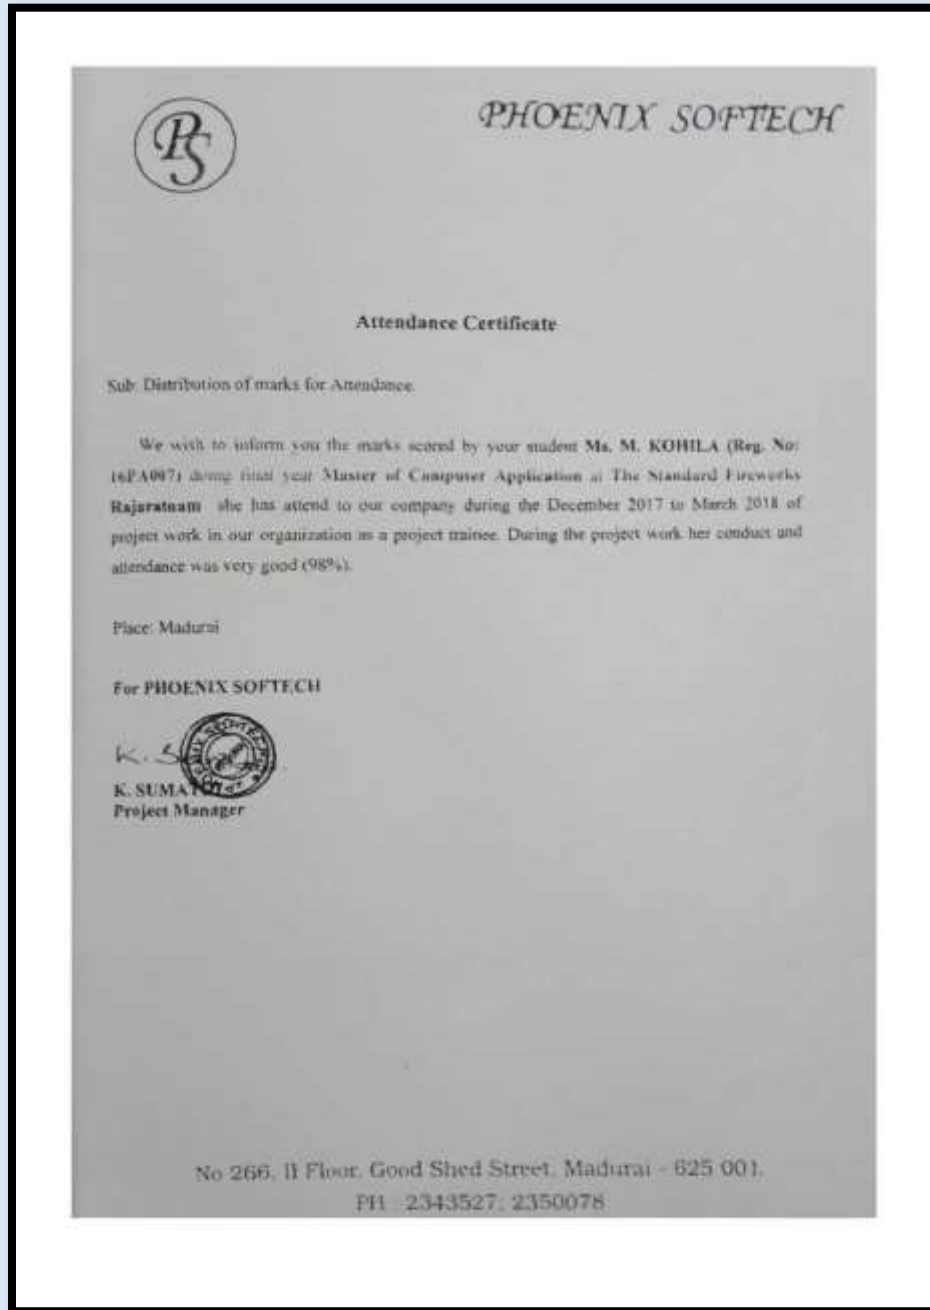 PS
PHOENIX SOFTECH
Attendance Certificate
Sub: Distribution of marks for Attendance.
We wish to inform you the marks scored by your student Ms. M. KOHILA (Reg. No:
16PA007) during final year Master of Computer Application at The Standard Fireworks
Rajaratnam she has attend to our company during the December 2017 to March 2018 of
project work in our organization as a project trainee. During the project work her conduct and
attendance was very good (98%).
Place: Madurai
For PHOENIX SOFTECH
K.
PHOENIX SOFTECH
K.
Project Manager
No 266, II Floor, Good Shed Street, Madurai - 625 001.
PH : 2343527, 2350078